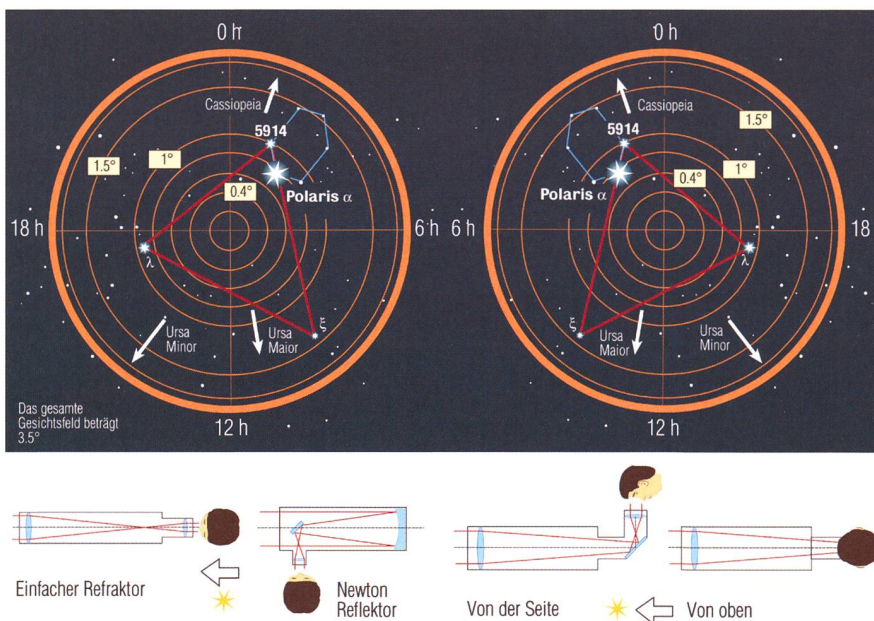 0 h
Cassiopeia
5914
1.5°
1°
0.4°
Polaris α
18 h
6 h
λ
ξ
Ursa
Minor
Ursa
Maior
Das gesamte
Gesichtsfeld beträgt
3.5°
12 h
0 h
Cassiopeia
5914
1.5°
1°
0.4°
Polaris α
6 h
18
λ
ξ
Ursa
Maior
Ursa
Minor
12 h
Einfacher Refraktor
Newton
Reflektor
Von der Seite
Von oben